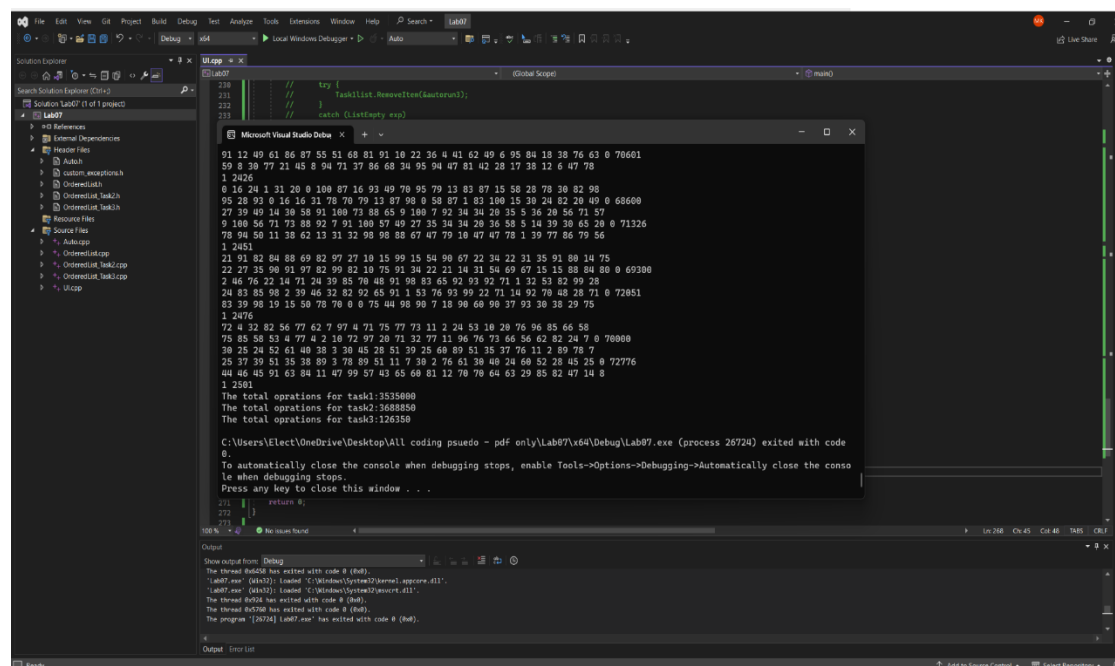 File Edit View Git Project Build Debug Test Analyze Tools Extensions Window Help Search Lab07
Debug x64 Local Windows Debugger Auto Live Share
Solution Explorer
Search Solution Explorer (Ctrl+;)
Solution 'Lab07' (1 of 1 project)
Lab07
References
External Dependencies
Header Files
Auto.h
custom_exceptions.h
OrderedList.h
OrderedList_Task2.h
OrderedList_Task3.h
Resource Files
Source Files
Auto.cpp
OrderedList.cpp
OrderedList_Task2.cpp
OrderedList_Task3.cpp
UI.cpp
UI.cpp
Lab07 (Global Scope) main()
230 // try {
231 // Task1list.RemoveItem(&autorun3);
232 // }
233 // catch (ListEmpty exp)
Microsoft Visual Studio Debug
91 12 49 61 86 87 55 51 68 81 91 10 22 36 4 41 62 49 6 95 84 18 38 76 63 0 70601
59 8 30 77 21 45 8 94 71 37 86 68 34 95 94 47 81 42 28 17 38 12 6 47 78
1 2426
0 16 24 1 31 20 0 100 87 16 93 49 70 95 79 13 83 87 15 58 28 78 30 82 98
95 28 93 0 16 16 31 78 70 79 13 87 98 0 58 87 1 83 100 15 30 24 82 20 49 0 68600
27 39 49 14 30 58 91 100 73 88 65 9 100 7 92 34 34 20 35 5 36 20 56 71 57
9 100 56 71 73 88 92 7 91 100 57 49 27 35 34 34 20 36 58 5 14 39 30 65 20 0 71326
78 94 50 11 38 62 13 31 32 98 98 88 67 47 79 10 47 47 78 1 39 77 86 79 56
1 2451
21 91 82 84 88 69 82 97 27 10 15 99 15 54 90 67 22 34 22 31 35 91 80 14 75
22 27 35 90 91 97 82 99 82 10 75 91 34 22 21 14 31 54 69 67 15 15 88 84 80 0 69300
2 46 76 22 14 71 24 39 85 70 48 91 98 83 65 92 93 92 71 1 32 53 82 99 28
24 83 85 98 2 39 46 32 82 92 65 91 1 53 76 93 99 22 71 14 92 70 48 28 71 0 72051
83 39 98 19 15 50 78 70 0 0 75 44 98 90 7 18 90 60 90 37 93 30 38 29 75
1 2476
72 4 32 82 56 77 62 7 97 4 71 75 77 73 11 2 24 53 10 20 76 96 85 66 58
75 85 58 53 4 77 4 2 10 72 97 20 71 32 77 11 96 76 73 66 56 62 82 24 7 0 70000
30 25 24 52 61 40 38 3 30 45 28 51 39 25 60 89 51 35 37 76 11 2 89 78 7
25 37 39 51 35 38 89 3 78 89 51 11 7 30 2 76 61 30 40 24 60 52 28 45 25 0 72776
44 46 45 91 63 84 11 47 99 57 43 65 60 81 12 70 70 64 63 29 85 82 47 14 8
1 2501
The total oprations for task1:3535000
The total oprations for task2:3688850
The total oprations for task3:126350
C:\Users\Elect\OneDrive\Desktop\All coding psuedo - pdf only\Lab07\x64\Debug\Lab07.exe (process 26724) exited with code
0.
To automatically close the console when debugging stops, enable Tools->Options->Debugging->Automatically close the conso
le when debugging stops.
Press any key to close this window . . .
271 return 0;
272 }
273
100 % No issues found Ln: 268 Ch: 45 Col: 48 TABS CRLF
Output
Show output from: Debug
The thread 0x6458 has exited with code 0 (0x0).
'Lab07.exe' (Win32): Loaded 'C:\Windows\System32\kernel.appcore.dll'.
'Lab07.exe' (Win32): Loaded 'C:\Windows\System32\msvcrt.dll'.
The thread 0x924 has exited with code 0 (0x0).
The thread 0x5760 has exited with code 0 (0x0).
The program '[26724] Lab07.exe' has exited with code 0 (0x0).
Output Error List
Ready Add to Source Control Select Repository